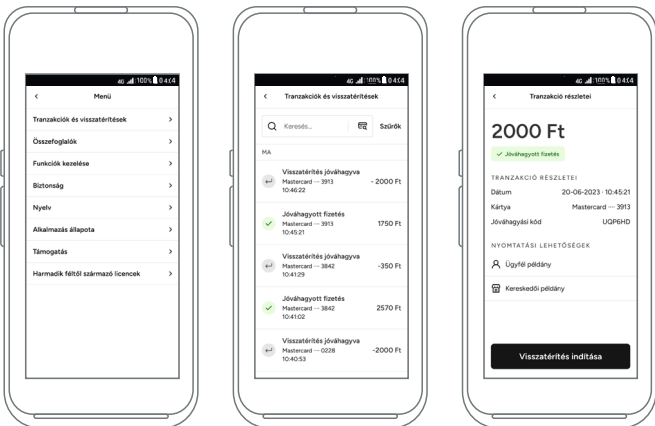 4G 100% 04:04
Menü
Tranzakciók és visszatérítések
Összefoglalók
Funkciók kezelése
Biztonság
Nyelv
Alkalmazás állapota
Támogatás
Harmadik féltől származó licencek
4G 100% 04:04
Tranzakciók és visszatérítések
Keresés... Szűrők
MA
Visszatérítés jóváhagyva
Mastercard ··· 3913 - 2000 Ft
10:46:22
Jóváhagyott fizetés
Mastercard ··· 3913 1750 Ft
10:45:21
Visszatérítés jóváhagyva
Mastercard ··· 3842 -350 Ft
10:41:29
Jóváhagyott fizetés
Mastercard ··· 3842 2570 Ft
10:41:02
Visszatérítés jóváhagyva
Mastercard ··· 0228 -2000 Ft
10:40:53
4G 100% 04:04
Tranzakció részletei
2000 Ft
Jóváhagyott fizetés
TRANZAKCIÓ RÉSZLETEI
Dátum 20-06-2023 · 10:45:21
Kártya Mastercard ···· 3913
Jóváhagyási kód UQP6HD
NYOMTATÁSI LEHETŐSÉGEK
Ügyfél példány
Kereskedői példány
Visszatérítés indítása